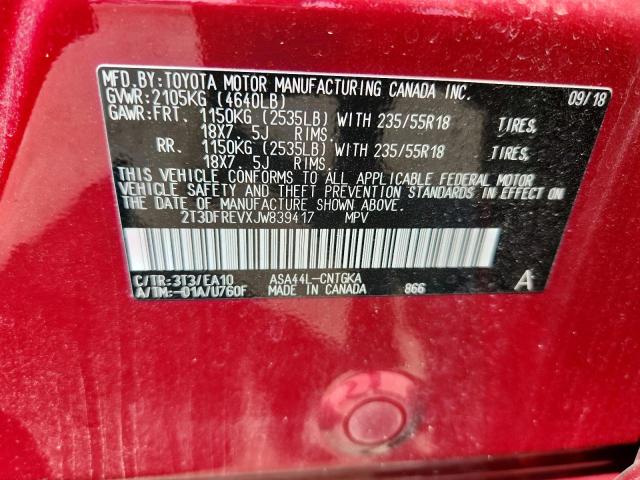 MFD.BY:TOYOTA MOTOR MANUFACTURING CANADA INC.
GVWR:2105KG (4640LB) 09/18
GAWR:FRT. 1150KG (2535LB) WITH 235/55R18 TIRES,
18X7. 5J RIMS.
RR. 1150KG (2535LB) WITH 235/55R18 TIRES,
18X7. 5J RIMS.
THIS VEHICLE CONFORMS TO ALL APPLICABLE FEDERAL MOTOR
VEHICLE SAFETY AND THEFT PREVENTION STANDARDS IN EFFECT ON
THE DATE OF MANUFACTURE SHOWN ABOVE.
2T3DFREVXJW839417 MPV
C/TR:3T3/EA10 ASA44L-CNTGKA
A/TM:-01A/U760F MADE IN CANADA 866 A